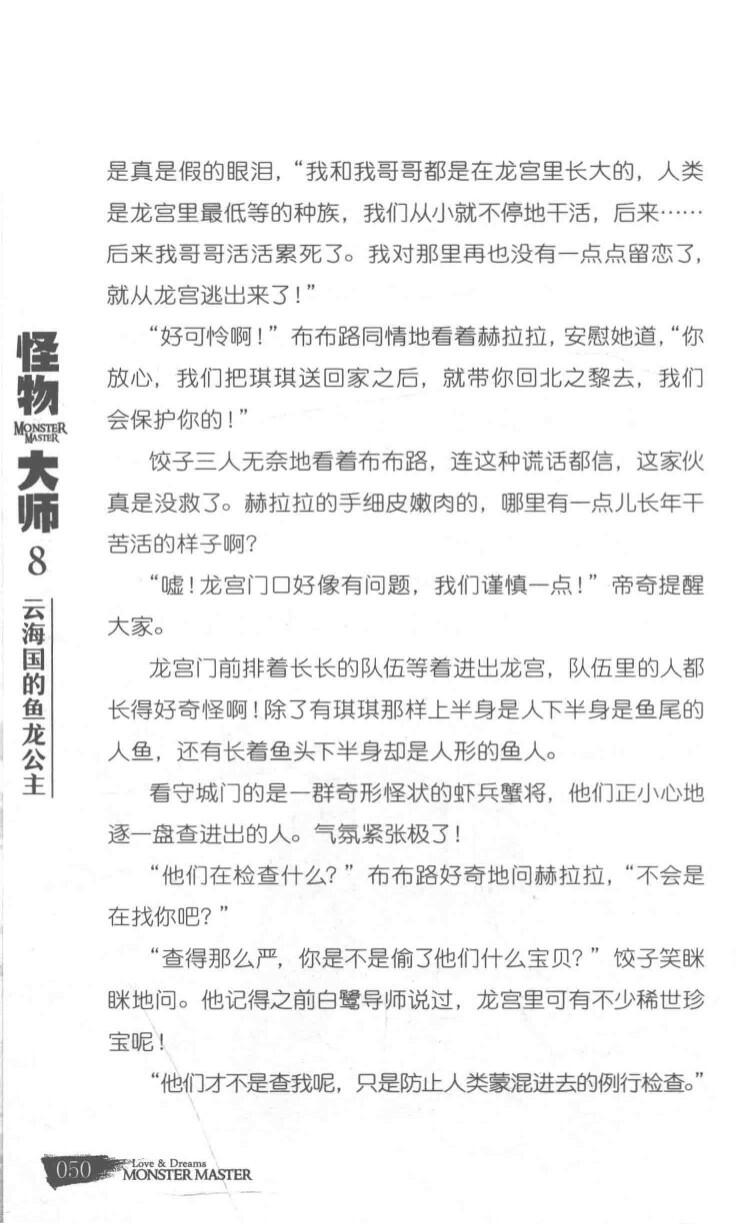 是真是假的眼泪，“我和我哥哥都是在龙宫里长大的，人类
是龙宫里最低等的种族，我们从小就不停地干活，后来……
后来我哥哥活活累死了。我对那里再也没有一点点留恋了，
就从龙宫逃出来了！”
“好可怜啊！”布布路同情地看着赫拉拉，安慰她道，“你
放心，我们把琪琪送回家之后，就带你回北之黎去，我们
会保护你的！”
饺子三人无奈地看着布布路，连这种谎话都信，这家伙
真是没救了。赫拉拉的手细皮嫩肉的，哪里有一点儿长年干
苦活的样子啊？
“嘘！龙宫门口好像有问题，我们谨慎一点！”帝奇提醒
大家。
龙宫门前排着长长的队伍等着进出龙宫，队伍里的人都
长得好奇怪啊！除了有琪琪那样上半身是人下半身是鱼尾的
人鱼，还有长着鱼头下半身却是人形的鱼人。
看守城门的是一群奇形怪状的虾兵蟹将，他们正小心地
逐一盘查进出的人。气氛紧张极了！
“他们在检查什么？”布布路好奇地问赫拉拉，“不会是
在找你吧？”
“查得那么严，你是不是偷了他们什么宝贝？”饺子笑眯
眯地问。他记得之前白鹭导师说过，龙宫里可有不少稀世珍
宝呢！
“他们才不是查我呢，只是防止人类蒙混进去的例行检查。”
怪物
MONSTER
MASTER
大师
8
云海国的鱼龙公主
050
Love & Dreams
MONSTER MASTER